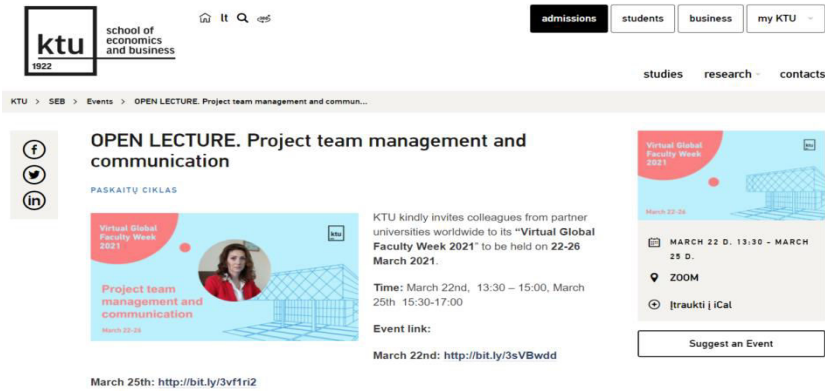 ktu
1922
school of
economics
and business
lt
admissions
students
business
my KTU
studies
research
contacts
KTU > SEB > Events > OPEN LECTURE. Project team management and commun...
OPEN LECTURE. Project team management and
communication
PASKAITŲ CIKLAS
Virtual Global
Faculty Week
2021
ktu
Project team
management and
communication
March 22-26
KTU kindly invites colleagues from partner
universities worldwide to its “Virtual Global
Faculty Week 2021” to be held on 22-26
March 2021.
Time: March 22nd,  13:30 – 15:00, March
25th  15:30-17:00
Event link:
March 22nd: http://bit.ly/3sVBwdd
March 25th: http://bit.ly/3vf1ri2
Virtual Global
Faculty Week
2021
ktu
March 22-26
MARCH 22 D. 13:30 - MARCH
25 D.
ZOOM
Įtraukti į iCal
Suggest an Event